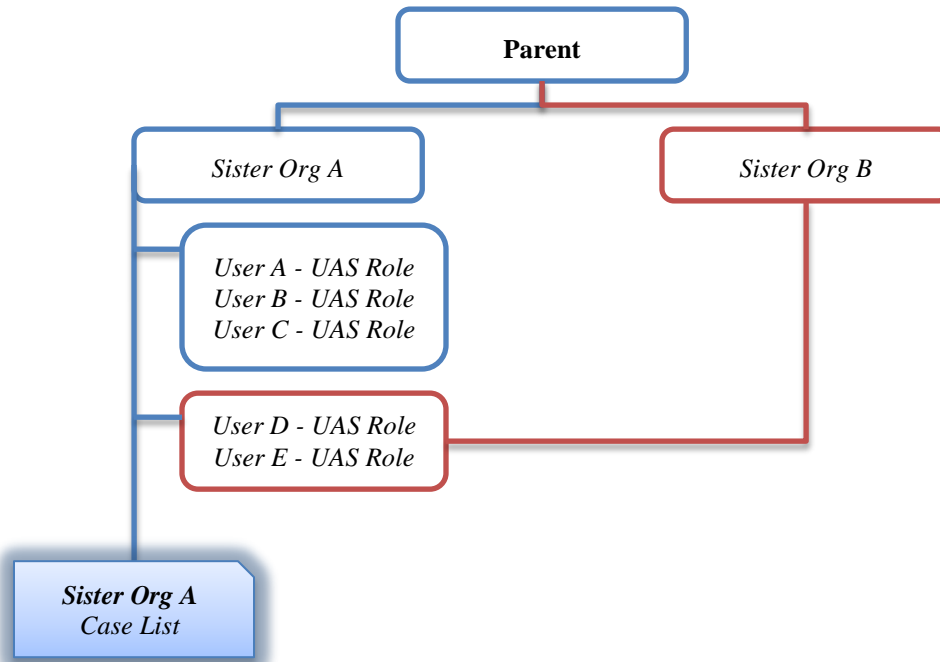 Parent
Sister Org A
Sister Org B
User A - UAS Role
User B - UAS Role
User C - UAS Role
User D - UAS Role
User E - UAS Role
Sister Org A
Case List